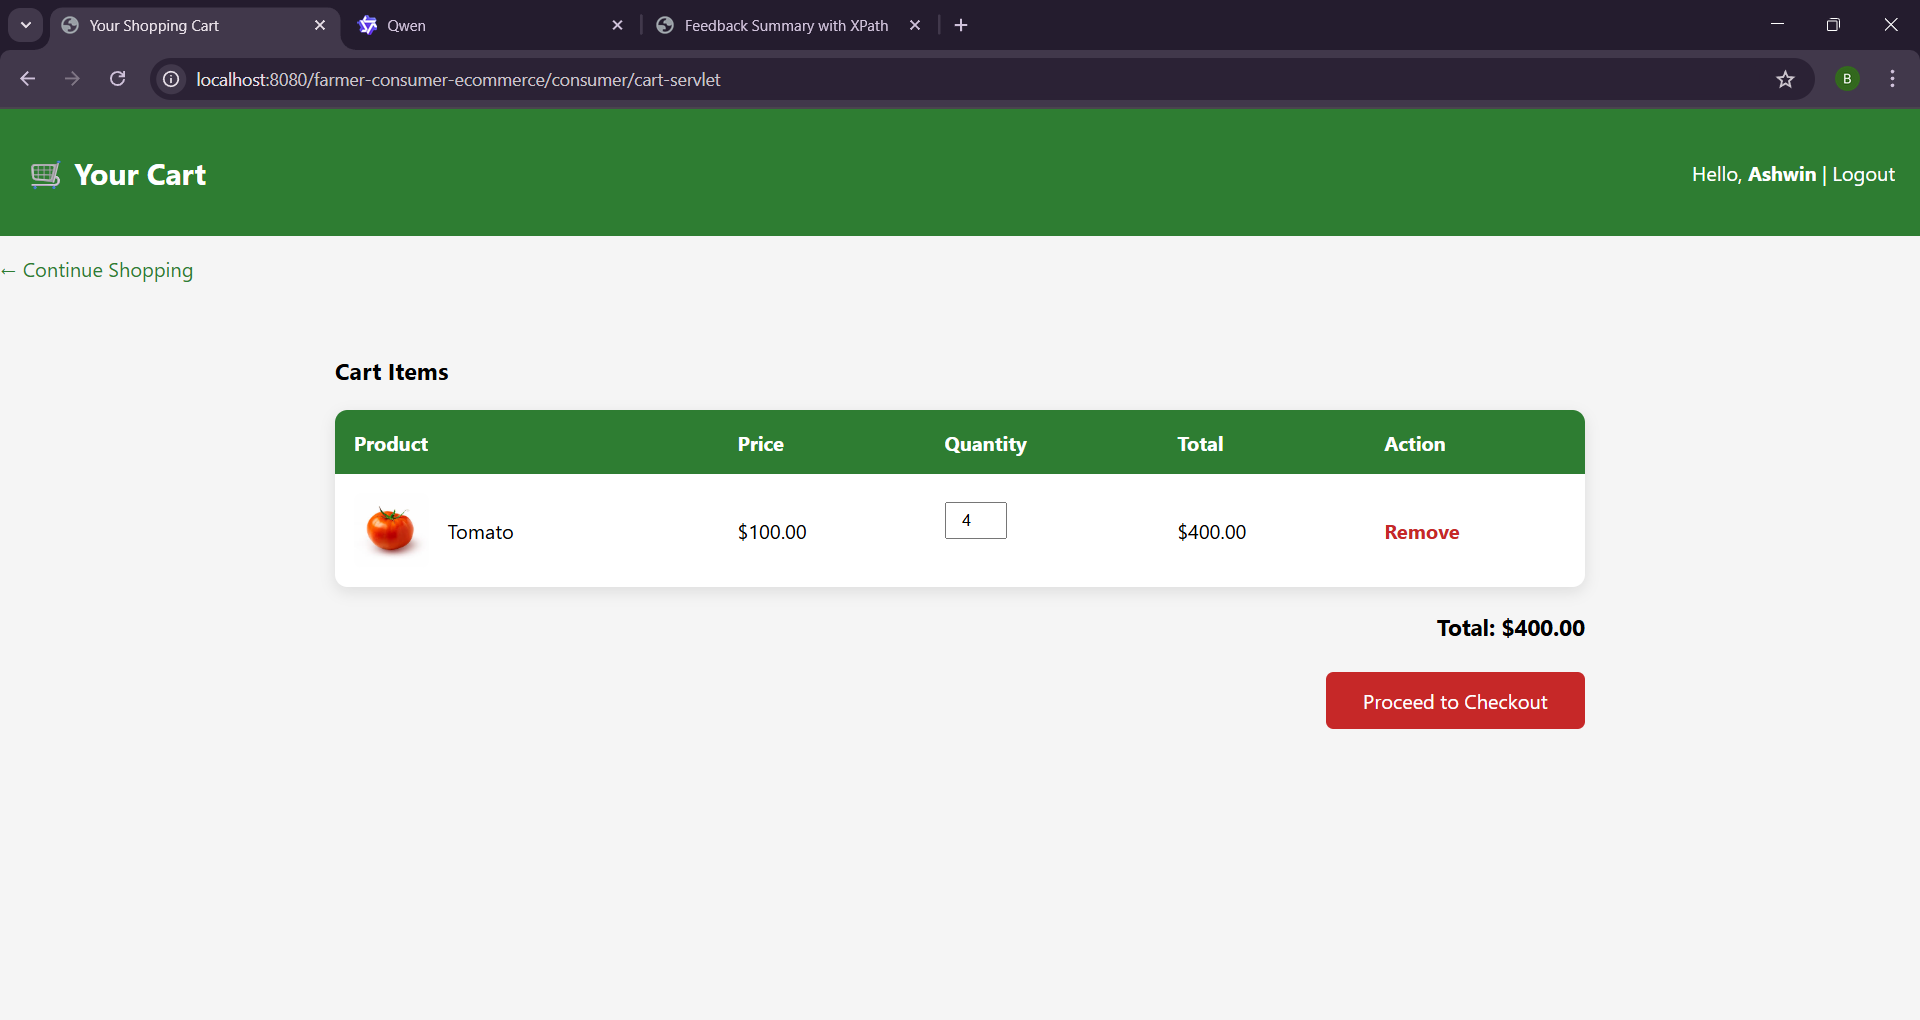 Your Shopping Cart
Qwen
Feedback Summary with XPath
localhost:8080/farmer-consumer-ecommerce/consumer/cart-servlet
B
Your Cart
Hello, Ashwin | Logout
← Continue Shopping
Cart Items
Product Price Quantity Total Action
Tomato $100.00 4 $400.00 Remove
Total: $400.00
Proceed to Checkout